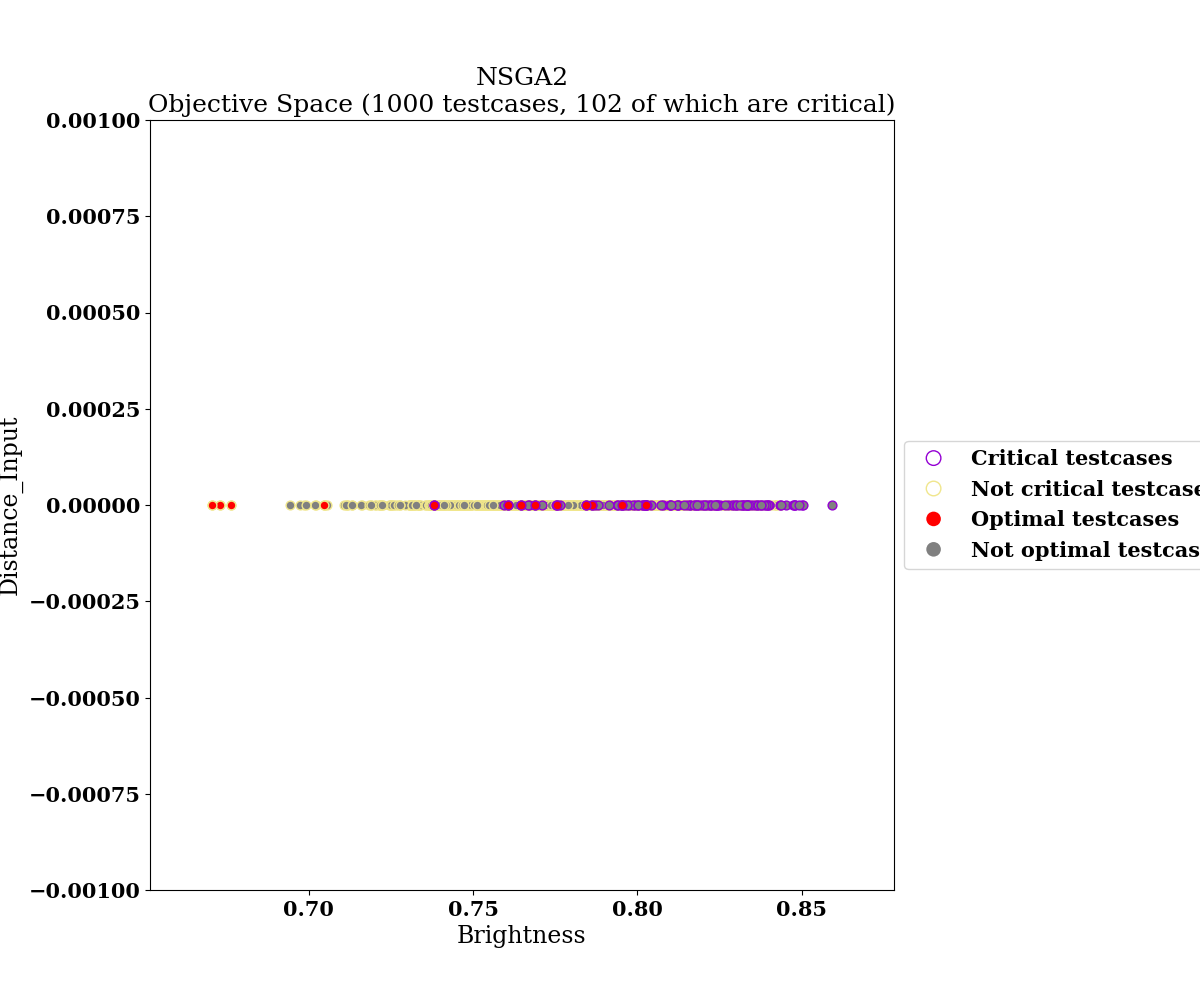 NSGA2
Objective Space (1000 testcases, 102 of which are critical)
0.00100
0.00075
0.00050
0.00025
0.00000
−0.00025
−0.00050
−0.00075
−0.00100
Distance_Input
0.70 0.75 0.80 0.85
Brightness
Critical testcases
Not critical testcase
Optimal testcases
Not optimal testcas